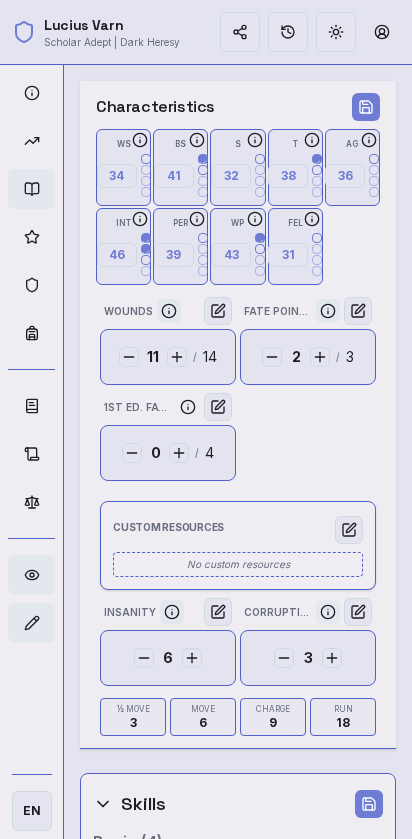 Lucius Varn
Scholar Adept | Dark Heresy
Characteristics
WS BS S T AG
34 41 32 38 36
INT PER WP FEL
46 39 43 31
WOUNDS FATE POIN...
11 / 14 2 / 3
1ST ED. FA...
0 / 4
CUSTOM RESOURCES
No custom resources
INSANITY CORRUPTI...
6 3
½ MOVE MOVE CHARGE RUN
3 6 9 18
EN
Skills